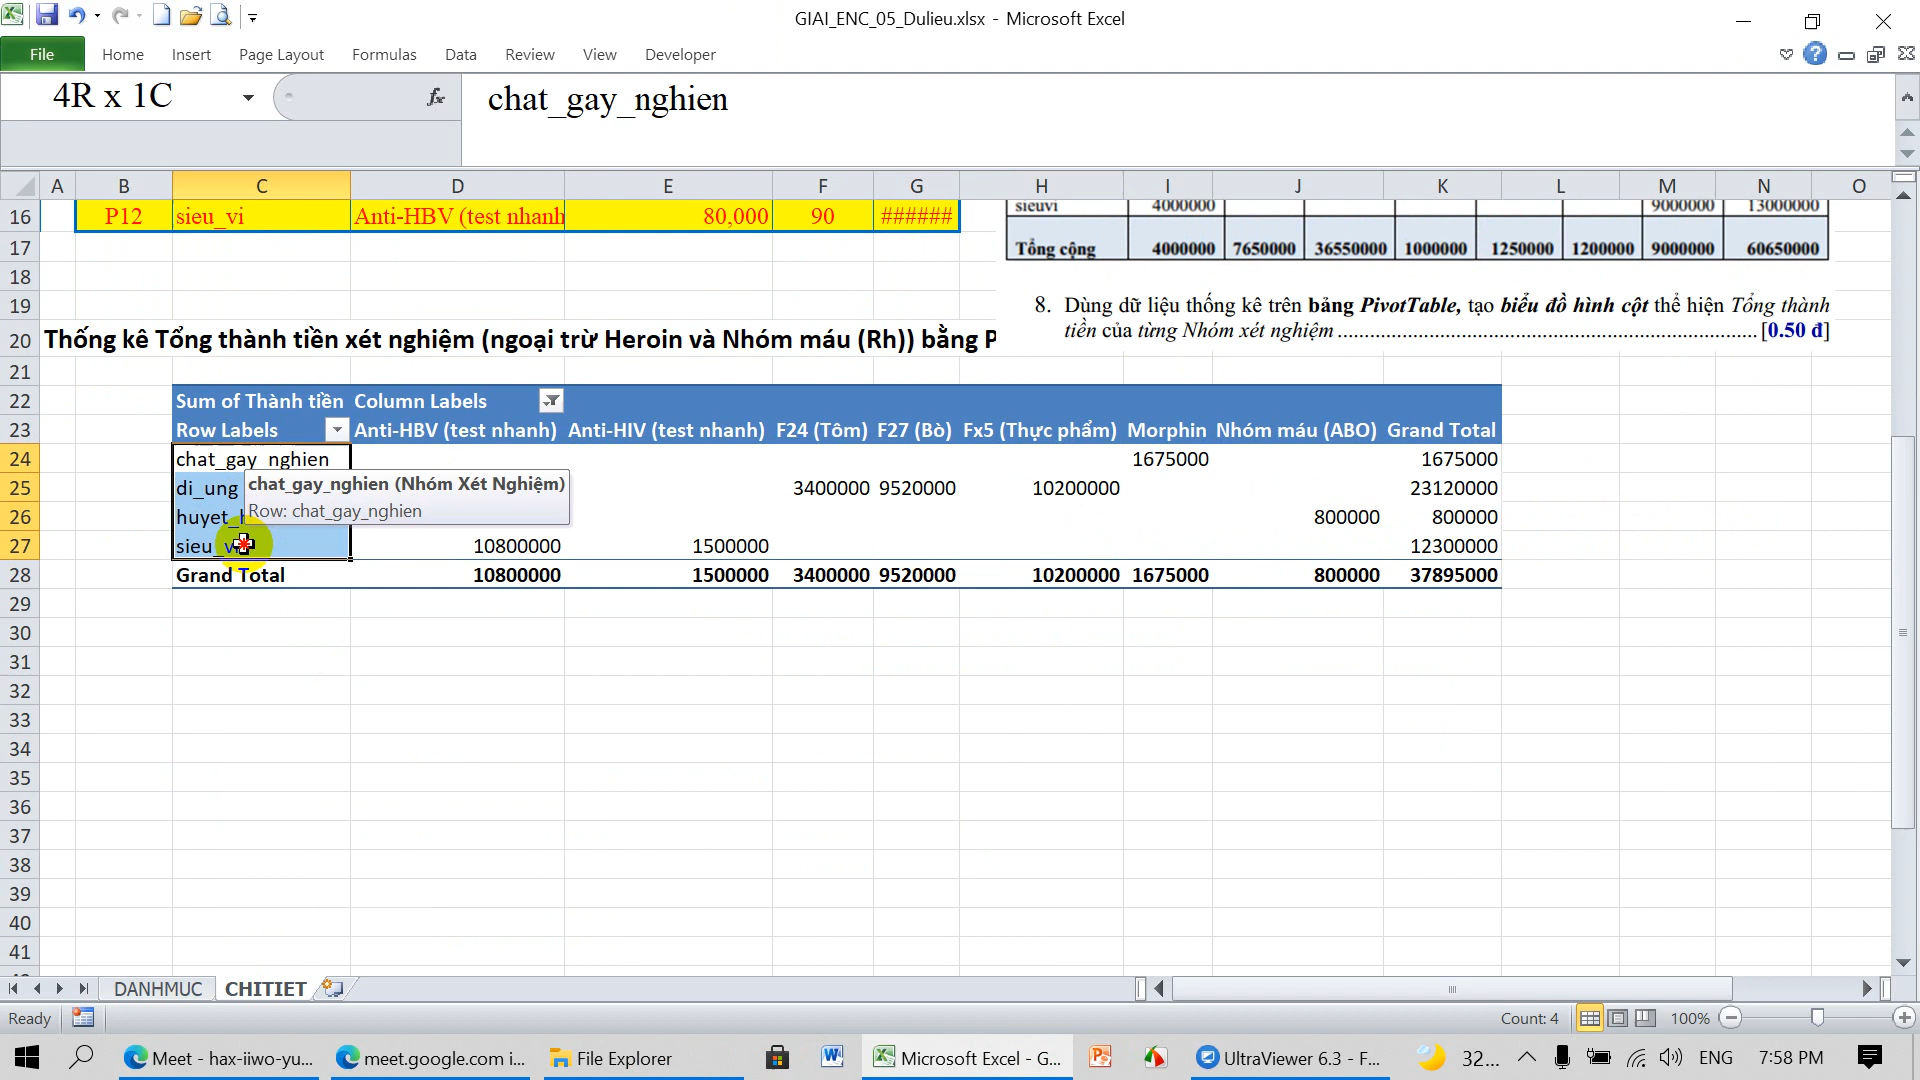 GIAI_ENC_05_Dulieu.xlsx - Microsoft Excel
File Home Insert Page Layout Formulas Data Review View Developer
4R x 1C fx chat_gay_nghien
A B C D E F G H I J K L M N O
16 P12 sieu_vi Anti-HBV (test nhanh 80,000 90 ######
sieuvi 4000000 9000000 13000000
17 Tổng cộng 4000000 7650000 36550000 1000000 1250000 1200000 9000000 60650000
18
19
8. Dùng dữ liệu thống kê trên bảng PivotTable, tạo biểu đồ hình cột thể hiện Tổng thành
tiền của từng Nhóm xét nghiệm [0.50 đ]
20 Thống kê Tổng thành tiền xét nghiệm (ngoại trừ Heroin và Nhóm máu (Rh)) bằng P
21
22 Sum of Thành tiền Column Labels
23 Row Labels Anti-HBV (test nhanh) Anti-HIV (test nhanh) F24 (Tôm) F27 (Bò) Fx5 (Thực phẩm) Morphin Nhóm máu (ABO) Grand Total
24 chat_gay_nghien 1675000 1675000
25 di_ung 3400000 9520000 10200000 23120000
chat_gay_nghien (Nhóm Xét Nghiệm)
Row: chat_gay_nghien
26 800000 800000
27 10800000 1500000 12300000
28 Grand Total 10800000 1500000 3400000 9520000 10200000 1675000 800000 37895000
29
30
31
32
33
34
35
36
37
38
39
40
41
DANHMUC CHITIET
Ready Count: 4 100%
Meet - hax-iiwo-yu... meet.google.com i... File Explorer Microsoft Excel - G... UltraViewer 6.3 - F... 32... ENG 7:58 PM